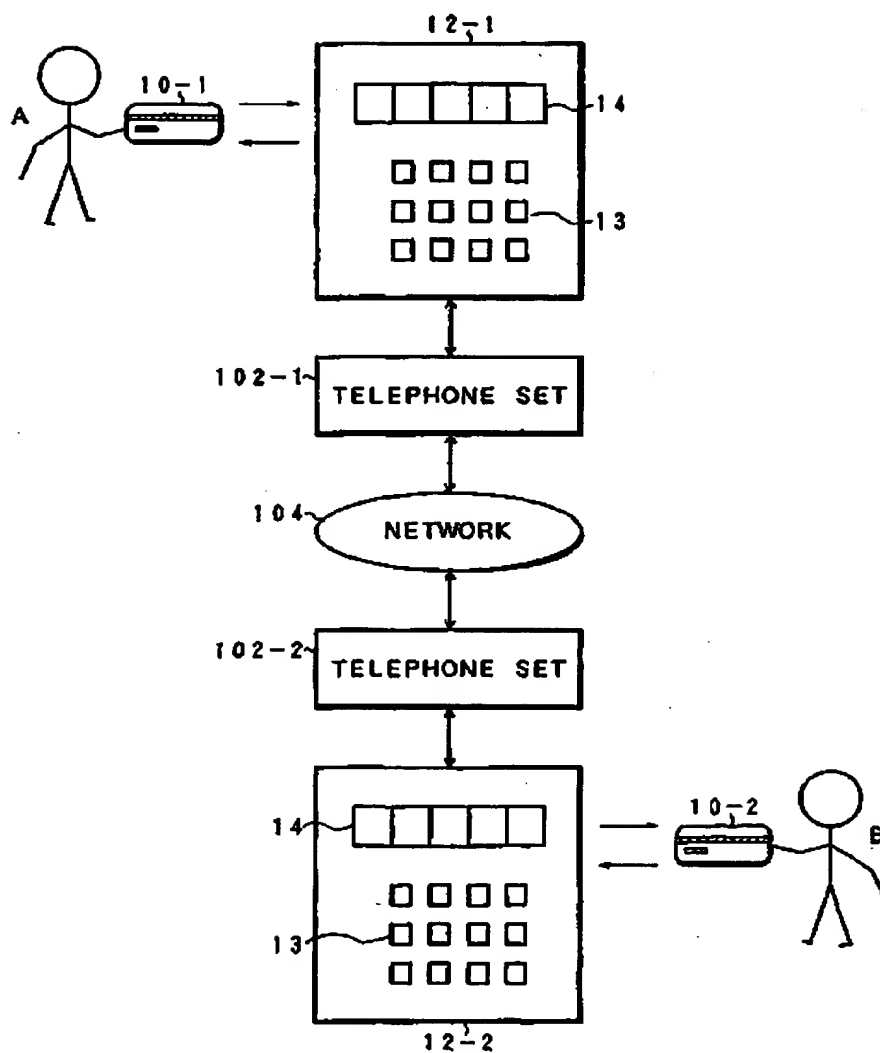 12-1
10-1
A
14
13
102-1
TELEPHONE SET
104
NETWORK
102-2
TELEPHONE SET
10-2
14
B
13
12-2